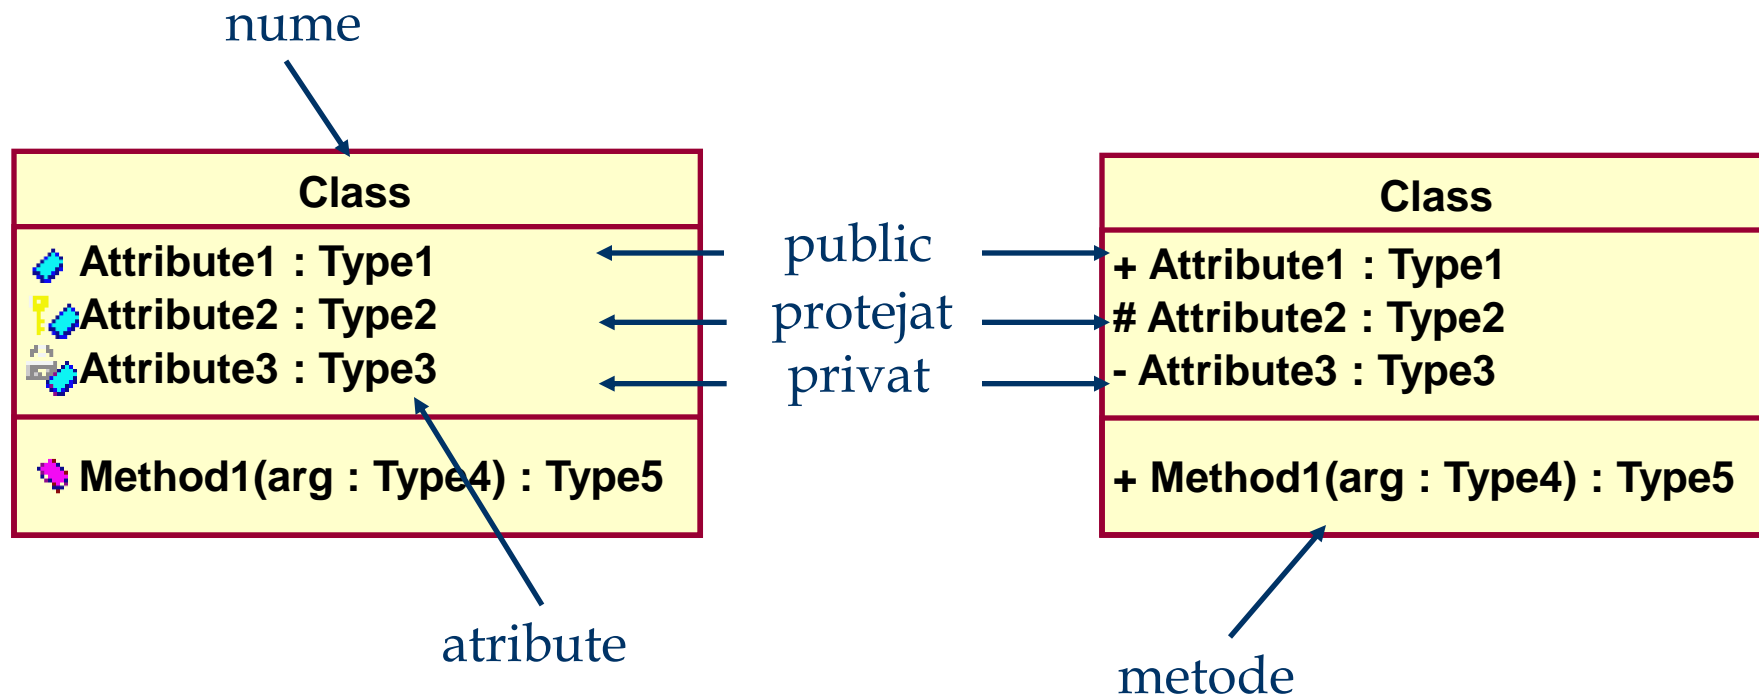 nume
Class
Attribute1 : Type1
Attribute2 : Type2
Attribute3 : Type3
Method1(arg : Type4) : Type5
public
protejat
privat
Class
+ Attribute1 : Type1
# Attribute2 : Type2
- Attribute3 : Type3
+ Method1(arg : Type4) : Type5
atribute
metode